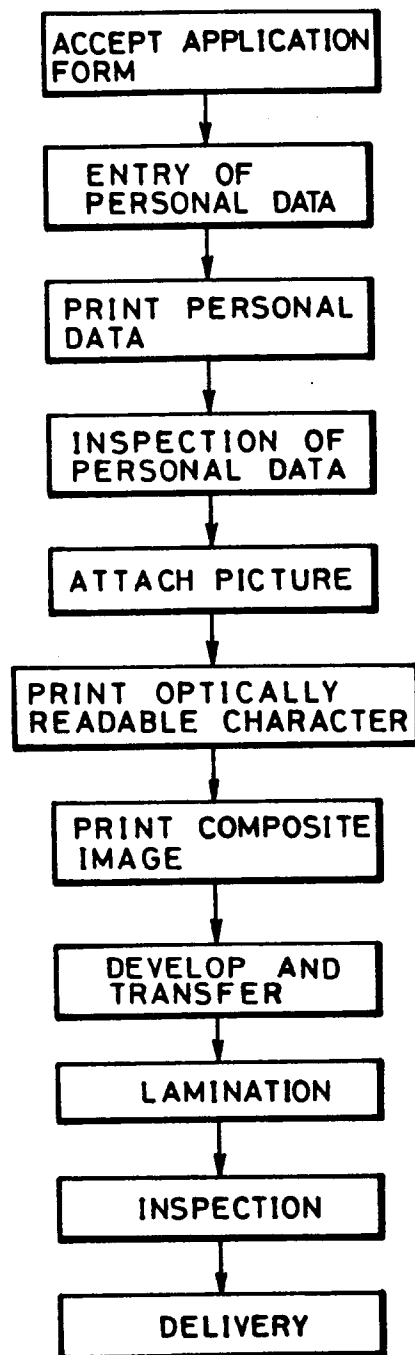 ACCEPT APPLICATION
FORM
ENTRY OF
PERSONAL DATA
PRINT PERSONAL
DATA
INSPECTION OF
PERSONAL DATA
ATTACH PICTURE
PRINT OPTICALLY
READABLE CHARACTER
PRINT COMPOSITE
IMAGE
DEVELOP AND
TRANSFER
LAMINATION
INSPECTION
DELIVERY